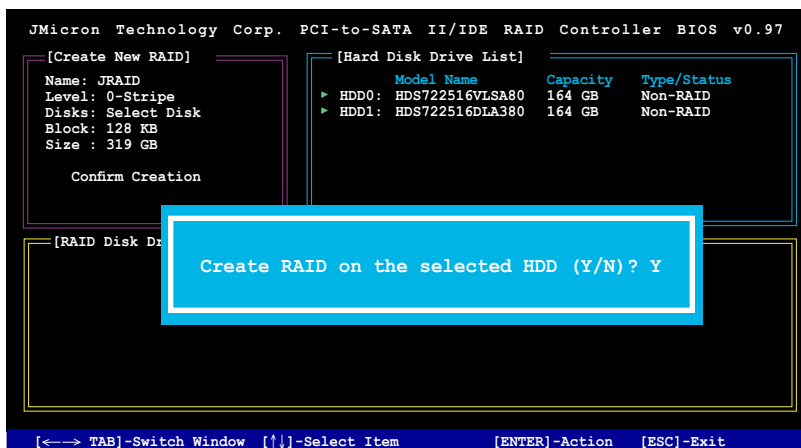 JMicron Technology Corp. PCI-to-SATA II/IDE RAID Controller BIOS v0.97
[Create New RAID]
Name: JRAID
Level: 0-Stripe
Disks: Select Disk
Block: 128 KB
Size : 319 GB
Confirm Creation
[Hard Disk Drive List]
Model Name Capacity Type/Status
HDD0: HDS722516VLSA80 164 GB Non-RAID
HDD1: HDS722516DLA380 164 GB Non-RAID
[RAID Disk Dr
Create RAID on the selected HDD (Y/N)? Y
[<--> TAB]-Switch Window [↑↓]-Select Item [ENTER]-Action [ESC]-Exit